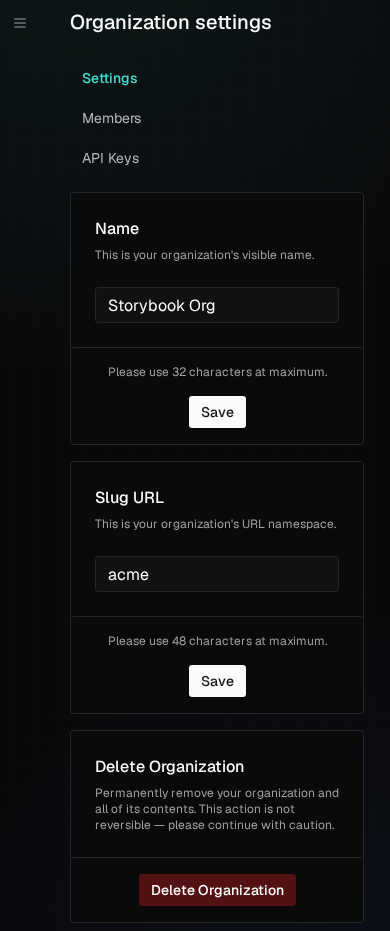 Organization settings
Settings
Members
API Keys
Name
This is your organization's visible name.
Storybook Org
Please use 32 characters at maximum.
Save
Slug URL
This is your organization's URL namespace.
acme
Please use 48 characters at maximum.
Save
Delete Organization
Permanently remove your organization and
all of its contents. This action is not
reversible — please continue with caution.
Delete Organization